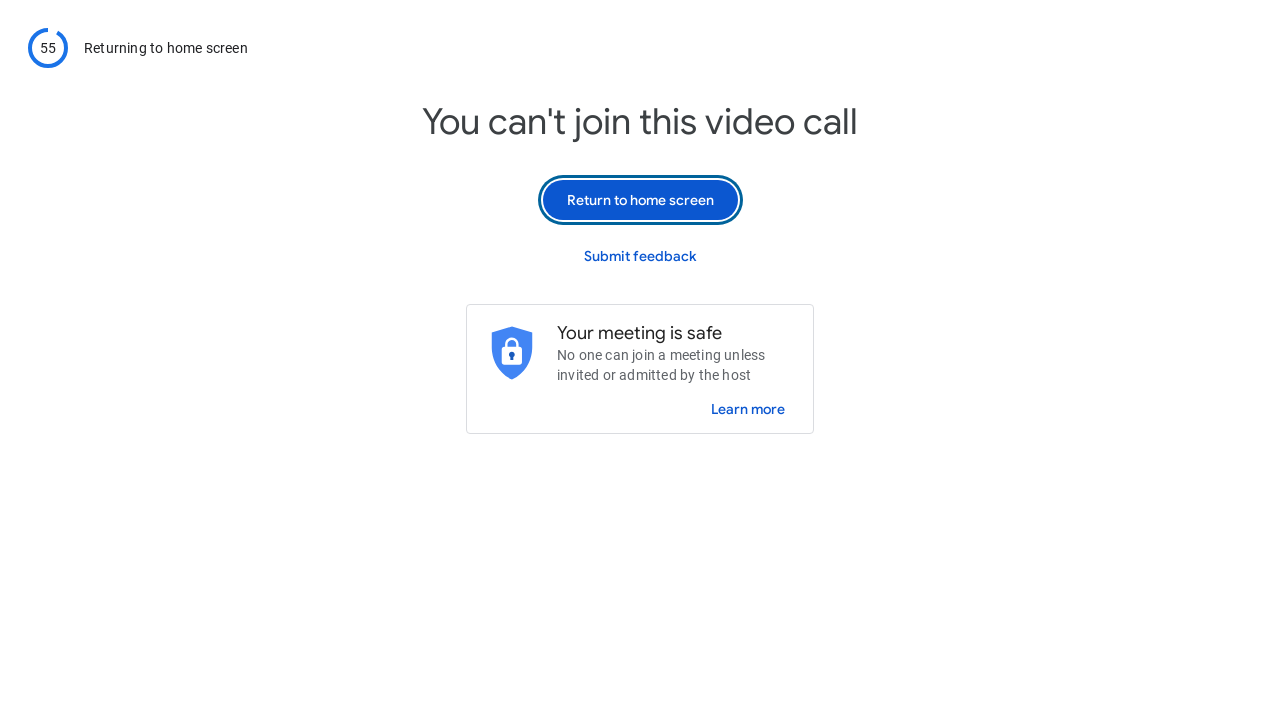 55
Returning to home screen
You can't join this video call
Return to home screen
Submit feedback
Your meeting is safe
No one can join a meeting unless
invited or admitted by the host
Learn more